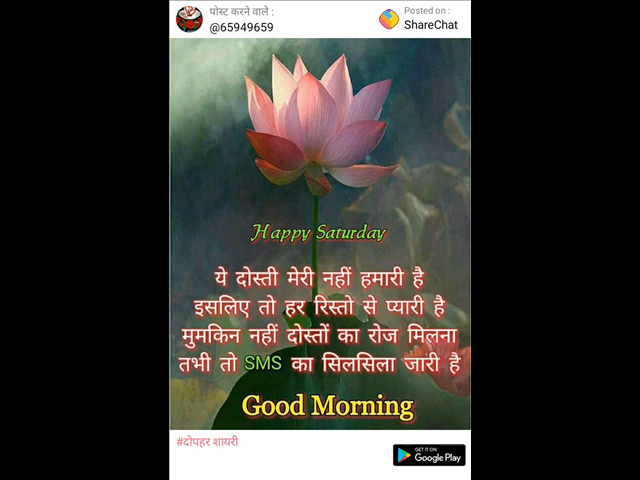 पोस्ट करने वाले :
@65949659
Posted on :
ShareChat
Happy Saturday
ये दोस्ती मेरी नहीं हमारी है
इसलिए तो हर रिस्तो से प्यारी है
मुमकिन नहीं दोस्तों का रोज मिलना
तभी तो SMS का सिलसिला जारी है
Good Morning
#दोपहर शायरी
GET IT ON
Google Play